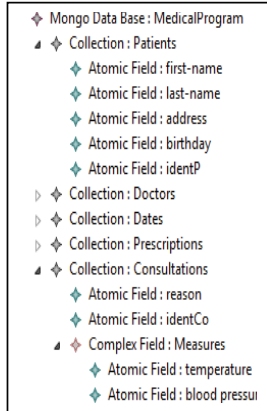 Mongo Data Base : MedicalProgram
Collection : Patients
Atomic Field : first-name
Atomic Field : last-name
Atomic Field : address
Atomic Field : birthday
Atomic Field : identP
Collection : Doctors
Collection : Dates
Collection : Prescriptions
Collection : Consultations
Atomic Field : reason
Atomic Field : identCo
Complex Field : Measures
Atomic Field : temperature
Atomic Field : blood pressu